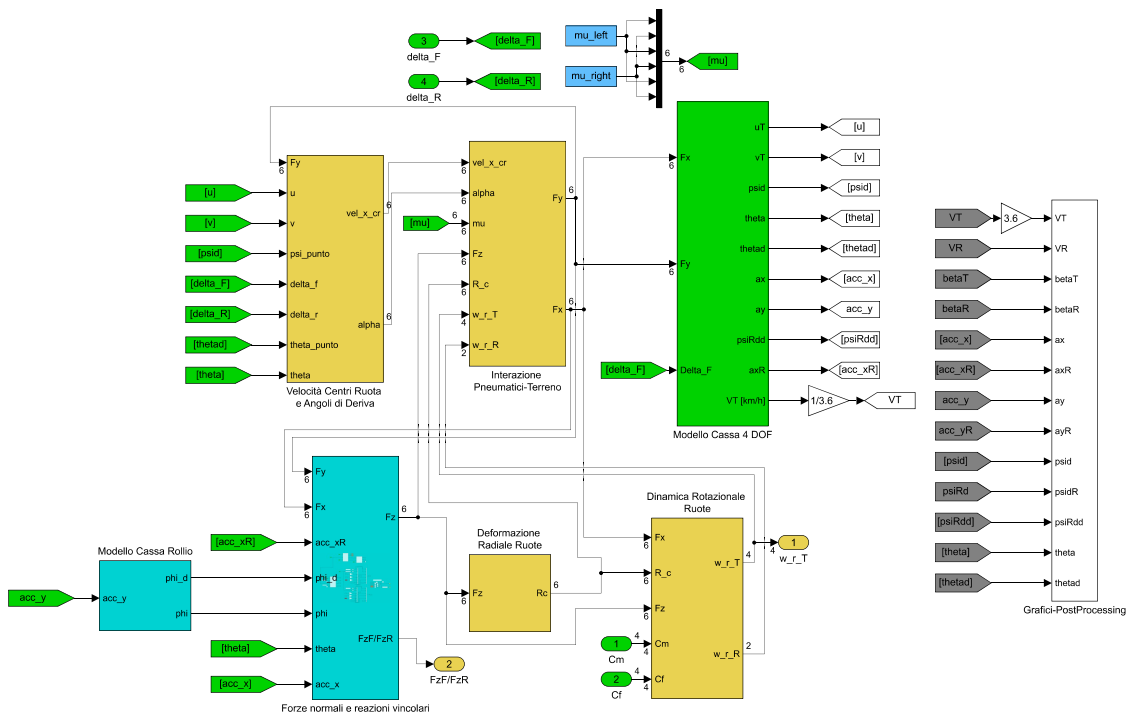 3
delta_F
[delta_F]
4
delta_R
[delta_R]
mu_left
mu_right
6
6
[mu]
[u]
[v]
[psid]
[delta_F]
[delta_R]
[thetad]
[theta]
Fy
6
u
v
psi_punto
delta_f
delta_r
theta_punto
theta
vel_x_cr
6
alpha
6
Velocità Centri Ruota
e Angoli di Deriva
[mu]
6
vel_x_cr
6
alpha
6
mu
6
Fz
6
R_c
6
w_r_T
4
w_r_R
2
Fy
6
Fx
6
Interazione
Pneumatici-Terreno
Fx
6
Fy
6
[delta_F]
Delta_F
uT
vT
psid
theta
thetad
ax
ay
psiRdd
axR
VT [km/h]
Modello Cassa 4 DOF
[u]
[v]
[psid]
[theta]
[thetad]
[acc_x]
acc_y
[psiRdd]
[acc_xR]
1/3.6
VT
VT
3.6
VR
betaT
betaR
[acc_x]
[acc_xR]
acc_y
acc_yR
[psid]
psiRd
[psiRdd]
[theta]
[thetad]
VT
VR
betaT
betaR
ax
axR
ay
ayR
psid
psidR
psiRdd
theta
thetad
Grafici-PostProcessing
acc_y
Modello Cassa Rollio
acc_y
phi_d
phi
[acc_xR]
[theta]
[acc_x]
Fy
6
Fx
6
acc_xR
phi_d
phi
theta
acc_x
Fz
6
FzF/FzR
Forze normali e reazioni vincolari
2
FzF/FzR
Deformazione
Radiale Ruote
Fz
6
Rc
6
Dinamica Rotazionale
Ruote
Fx
6
R_c
6
Fz
6
1
Cm
4
Cm
4
2
Cf
4
Cf
4
w_r_T
4
w_r_R
2
4
1
w_r_T